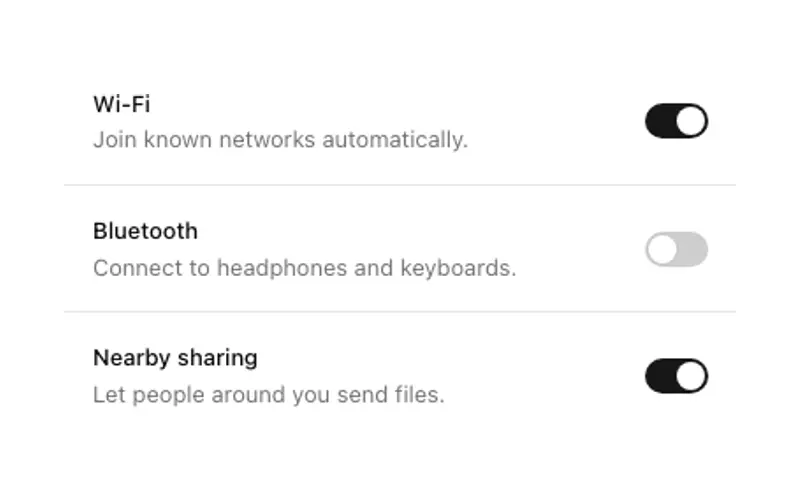 Wi-Fi
Join known networks automatically.
Bluetooth
Connect to headphones and keyboards.
Nearby sharing
Let people around you send files.